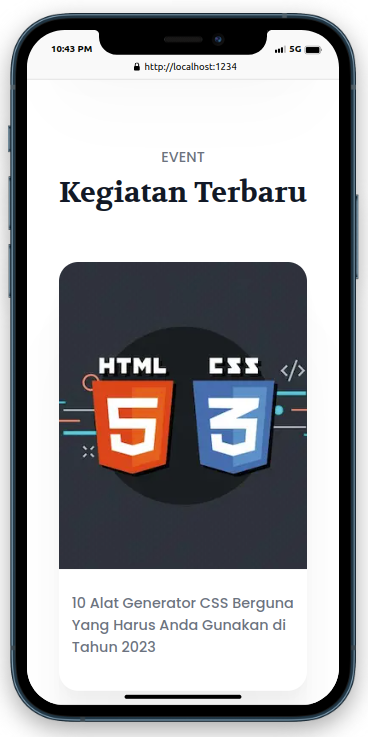 10:43 PM
5G
http://localhost:1234
EVENT
Kegiatan Terbaru
HTML
CSS
5
3
</>
10 Alat Generator CSS Berguna
Yang Harus Anda Gunakan di
Tahun 2023